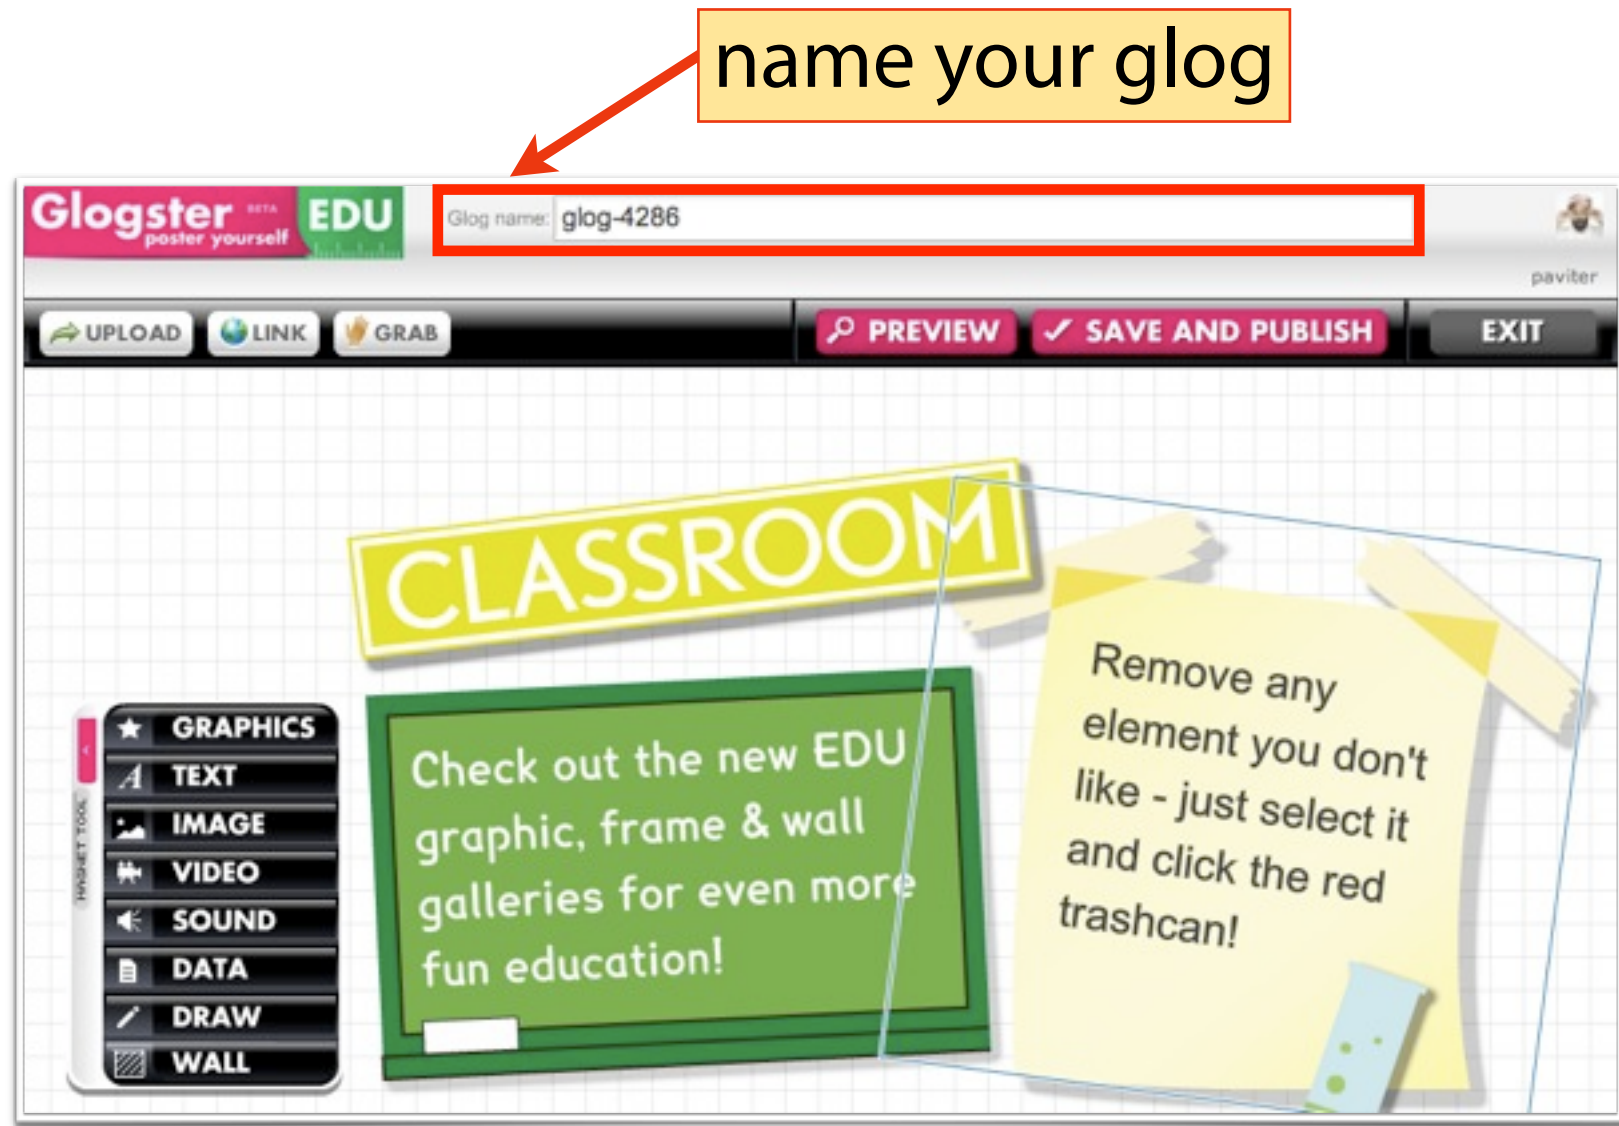 name your glog
Glogster BETA EDU
poster yourself
Glog name: glog-4286
paviter
UPLOAD LINK GRAB PREVIEW SAVE AND PUBLISH EXIT
CLASSROOM
Check out the new EDU
graphic, frame & wall
galleries for even more
fun education!
Remove any
element you don't
like - just select it
and click the red
trashcan!
MAGNET TOOL
GRAPHICS
TEXT
IMAGE
VIDEO
SOUND
DATA
DRAW
WALL